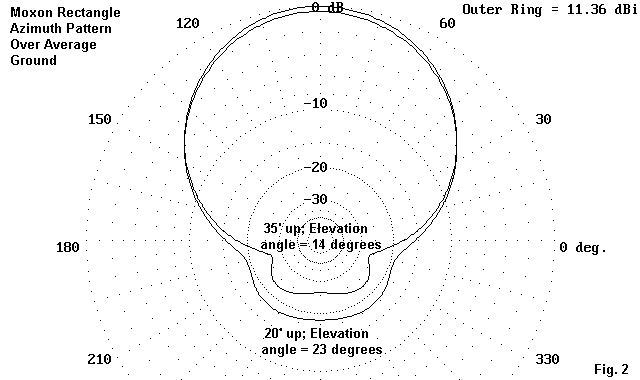 Moxon Rectangle
Azimuth Pattern
Over Average
Ground
0 dB
Outer Ring = 11.36 dBi
120
60
-10
150
30
-20
-30
35' up; Elevation
angle = 14 degrees
180
0 deg.
20' up; Elevation
angle = 23 degrees
210
330
Fig. 2